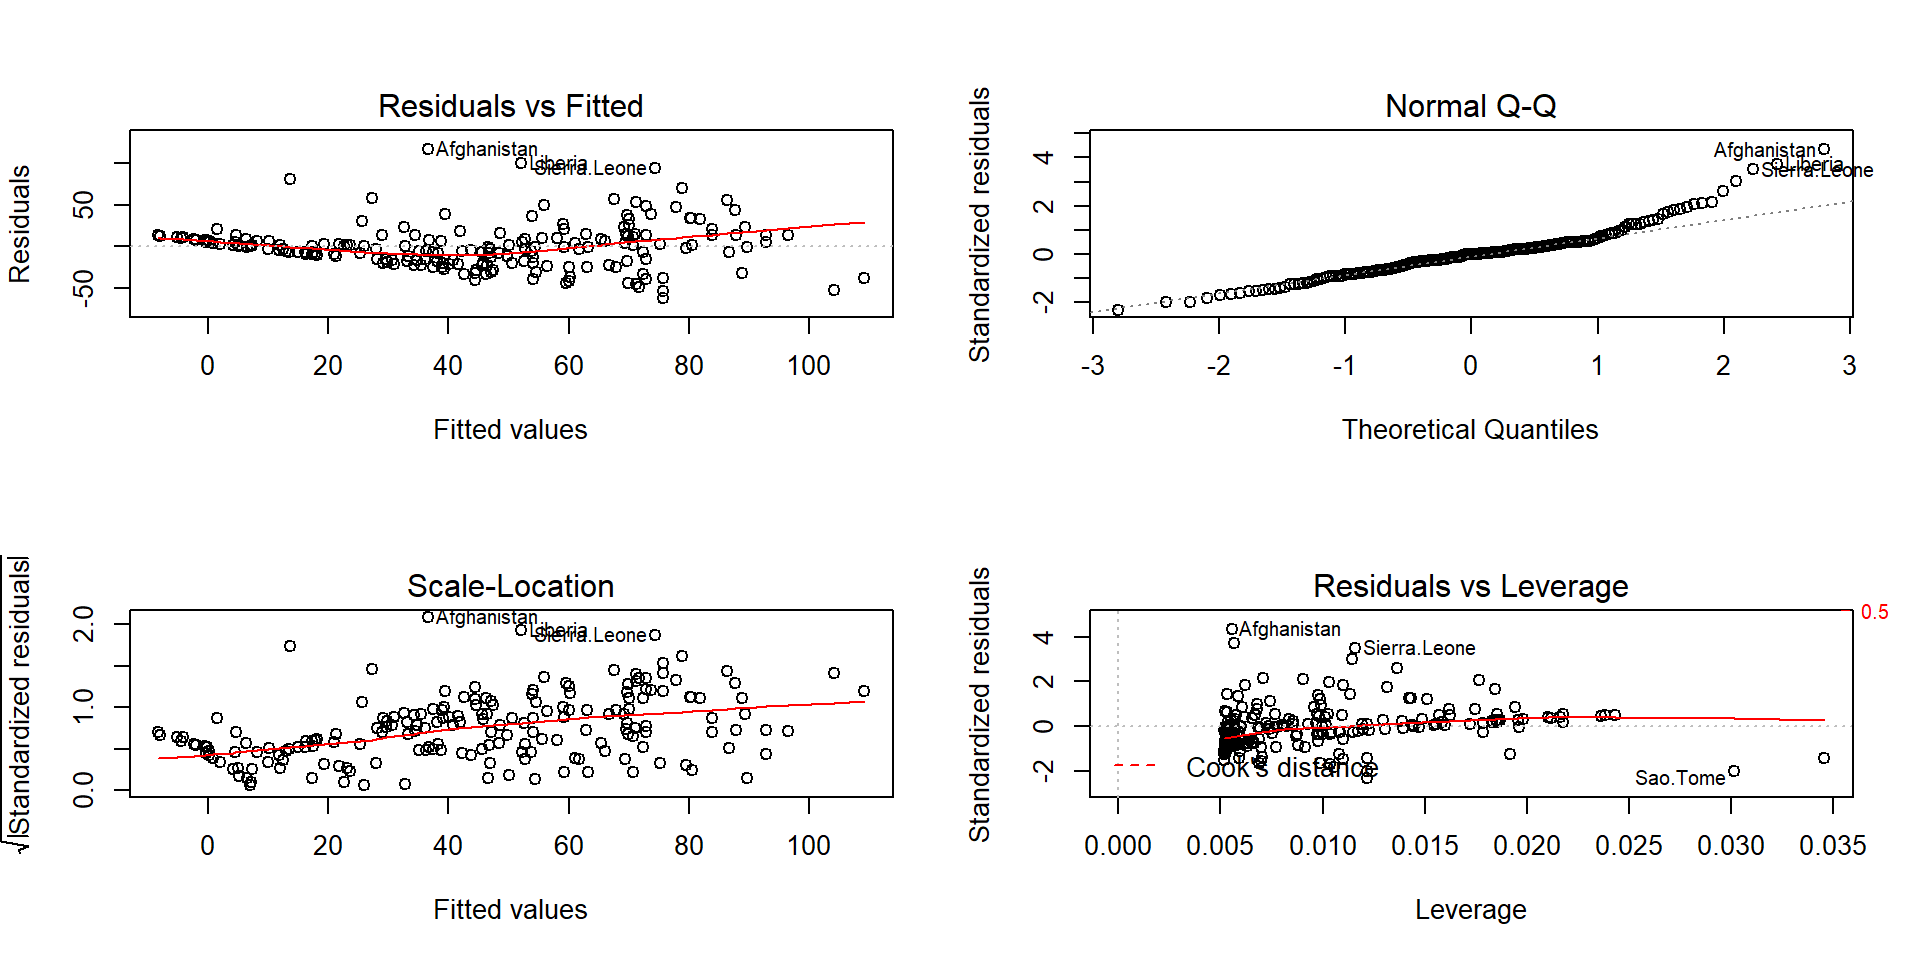 Residuals vs Fitted
Residuals
50
-50
Afghanistan
Liberia
Sierra.Leone
0 20 40 60 80 100
Fitted values
Normal Q-Q
Standardized residuals
4
2
0
-2
Afghanistan
Liberia
Sierra.Leone
-3 -2 -1 0 1 2 3
Theoretical Quantiles
Scale-Location
√|Standardized residuals|
2.0
1.0
0.0
Afghanistan
Liberia
Sierra.Leone
0 20 40 60 80 100
Fitted values
Residuals vs Leverage
Standardized residuals
4
2
0
-2
0.5
Afghanistan
Sierra.Leone
Cook's distance
Sao.Tome
0.000 0.005 0.010 0.015 0.020 0.025 0.030 0.035
Leverage